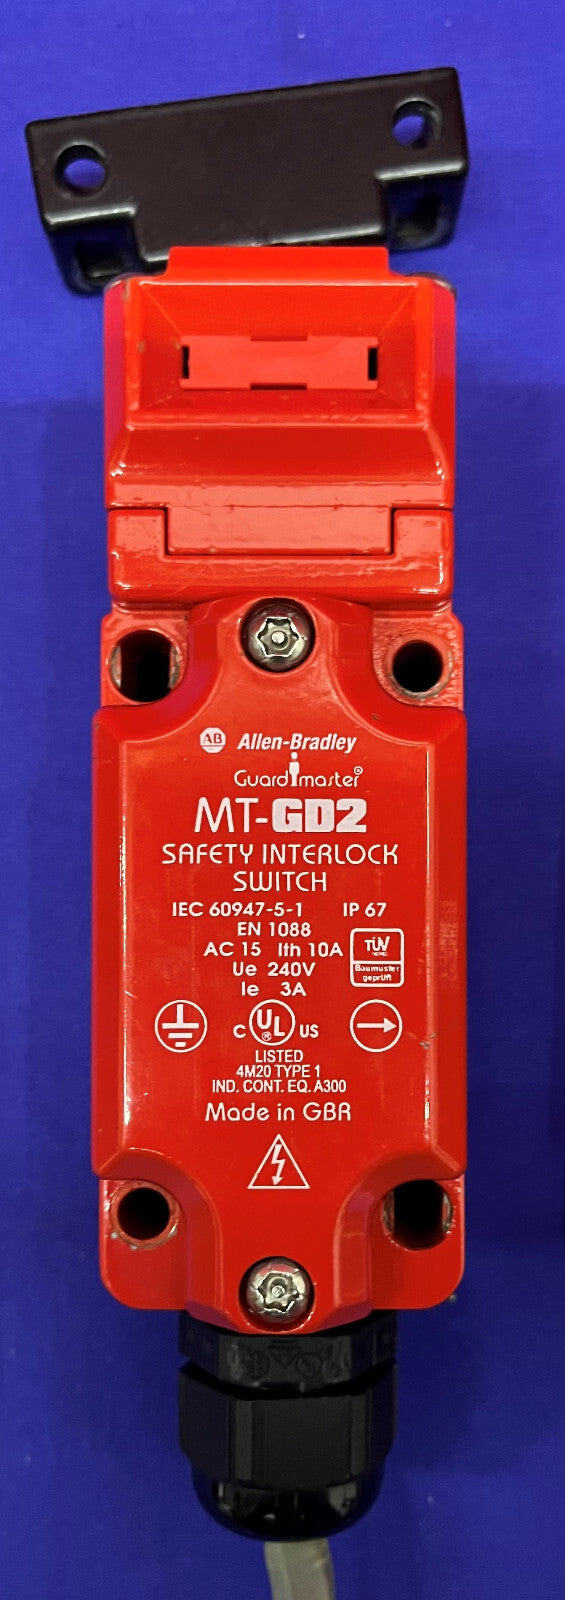 AB Allen-Bradley
Guardmaster®
MT-GD2
SAFETY INTERLOCK
SWITCH
IEC 60947-5-1 IP 67
EN 1088
AC 15 Ith 10A
Ue 240V
Ie 3A
TÜV
NORD
Baumuster
geprüft
C UL® US
LISTED
4M20 TYPE 1
IND. CONT. EQ. A300
Made in GBR